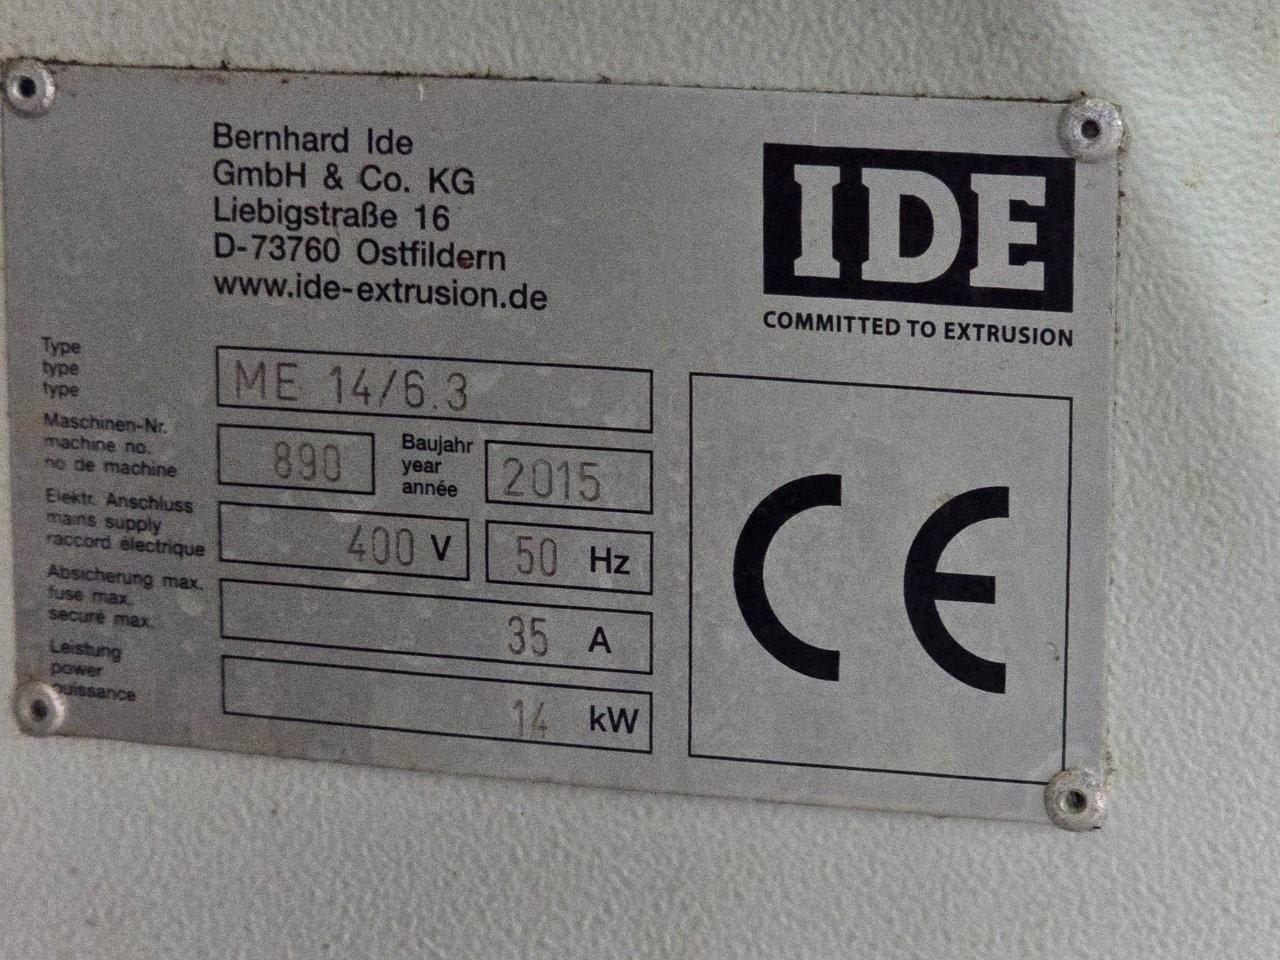 Bernhard Ide
GmbH & Co. KG
Liebigstraße 16
D-73760 Ostfildern
www.ide-extrusion.de
IDE
COMMITTED TO EXTRUSION
Type
type
type
ME 14/6.3
Maschinen-Nr.
machine no.
no de machine
890
Baujahr
year
année
2015
Elektr. Anschluss
mains supply
raccord électrique
400 V
50 Hz
Absicherung max.
fuse max.
securé max.
35 A
Leistung
power
puissance
14 kW
CE